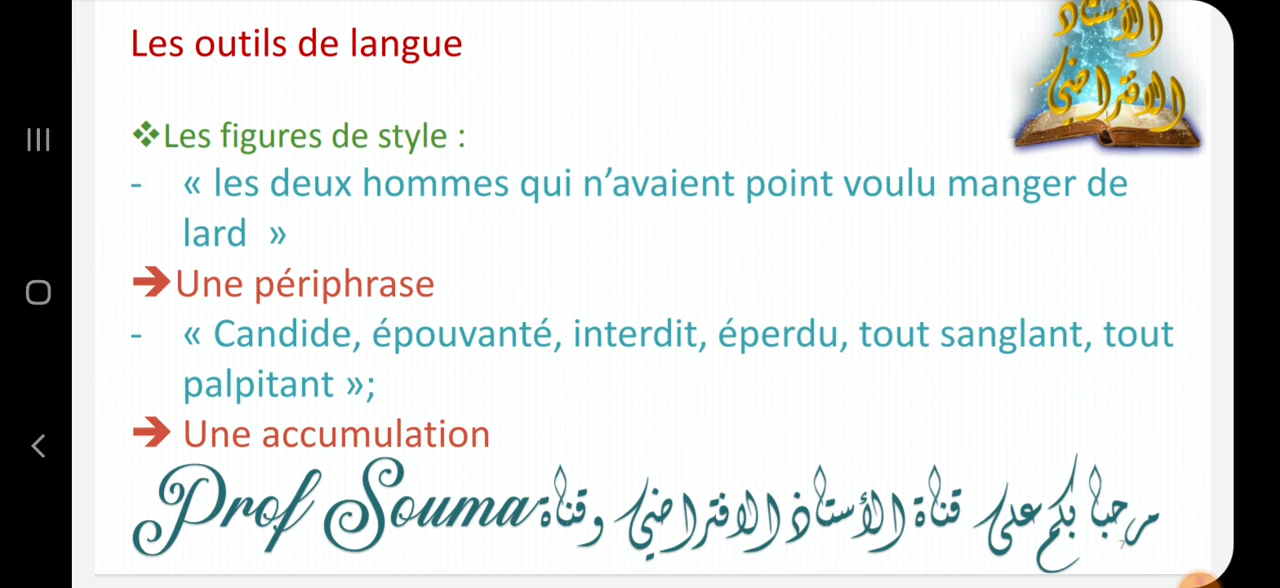 الأستاذ
الافتراضي
Les outils de langue
❖Les figures de style :
- « les deux hommes qui n’avaient point voulu manger de
lard »
➔Une périphrase
- « Candide, épouvanté, interdit, éperdu, tout sanglant, tout
palpitant »;
➔ Une accumulation
مرحبا بكم على قناة الأستاذ الافتراضي وقناة Prof Souma